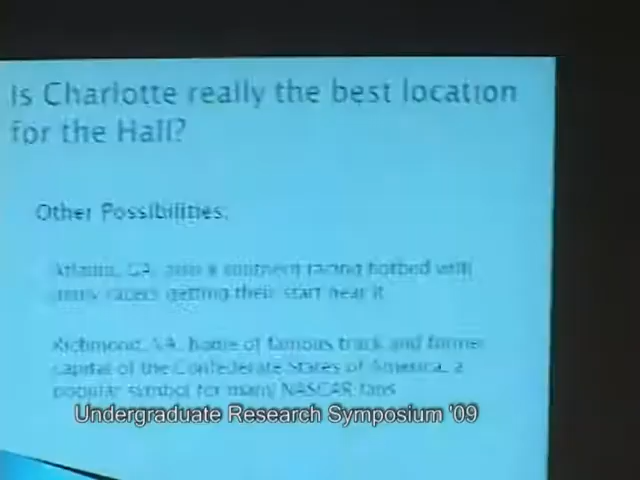 Is Charlotte really the best location
for the Hall?
Other Possibilities:
Atlanta, GA, also a southern racing hotbed with
many racers getting their start near it
Richmond, VA, home of famous track and former
capital of the Confederate States of America, a
popular symbol for many NASCAR fans
Undergraduate Research Symposium '09